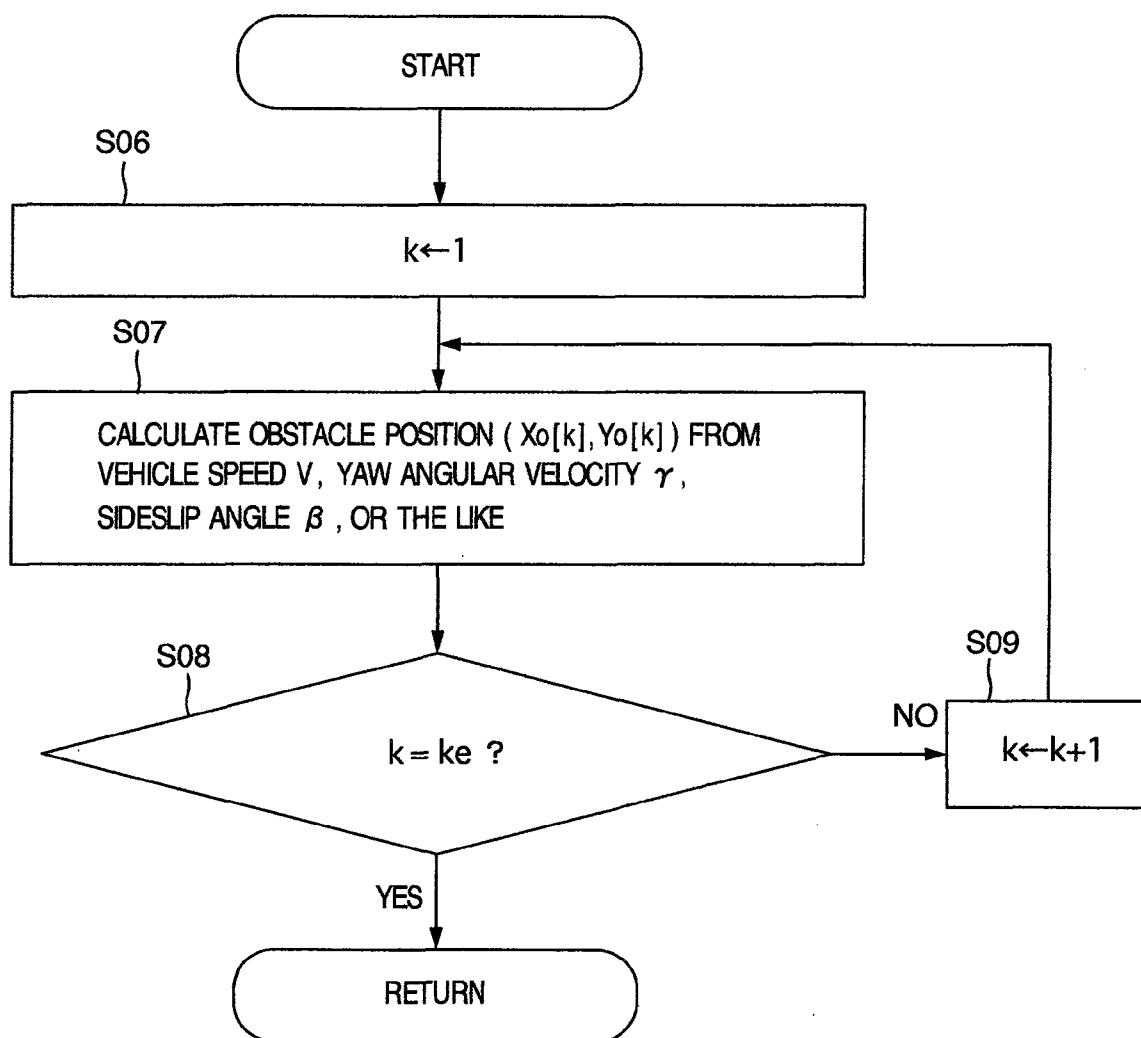 START
S06
k←1
S07
CALCULATE OBSTACLE POSITION ( Xo[k],Yo[k] ) FROM
VEHICLE SPEED V, YAW ANGULAR VELOCITY γ ,
SIDESLIP ANGLE β , OR THE LIKE
S08
k = ke ?
NO
S09
k←k+1
YES
RETURN